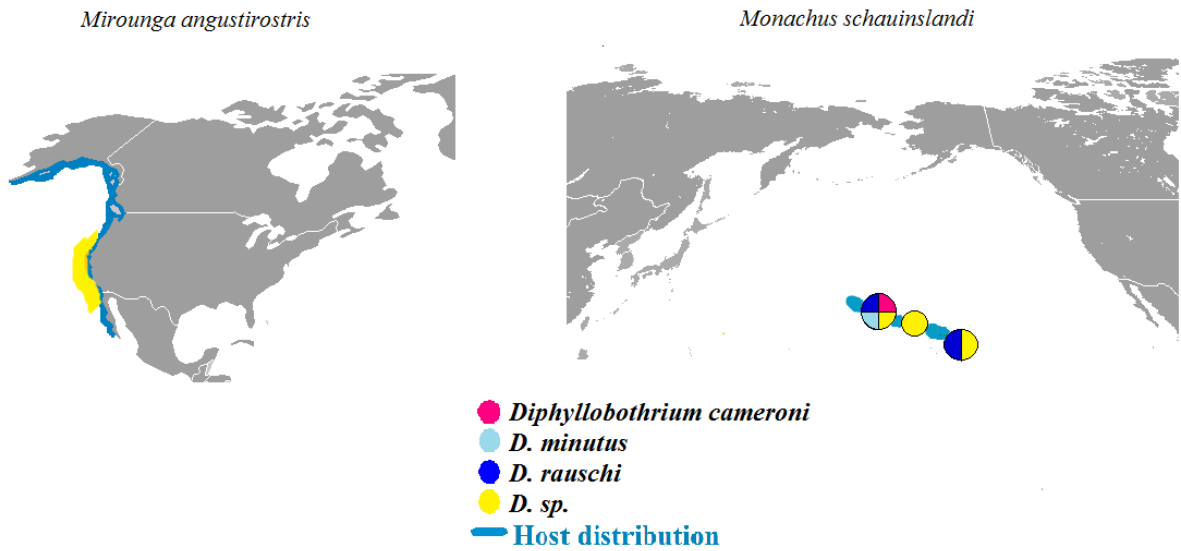 Mirounga angustirostris
Monachus schauinslandi
Diphyllobothrium cameroni
D. minutus
D. rauschi
D. sp.
Host distribution